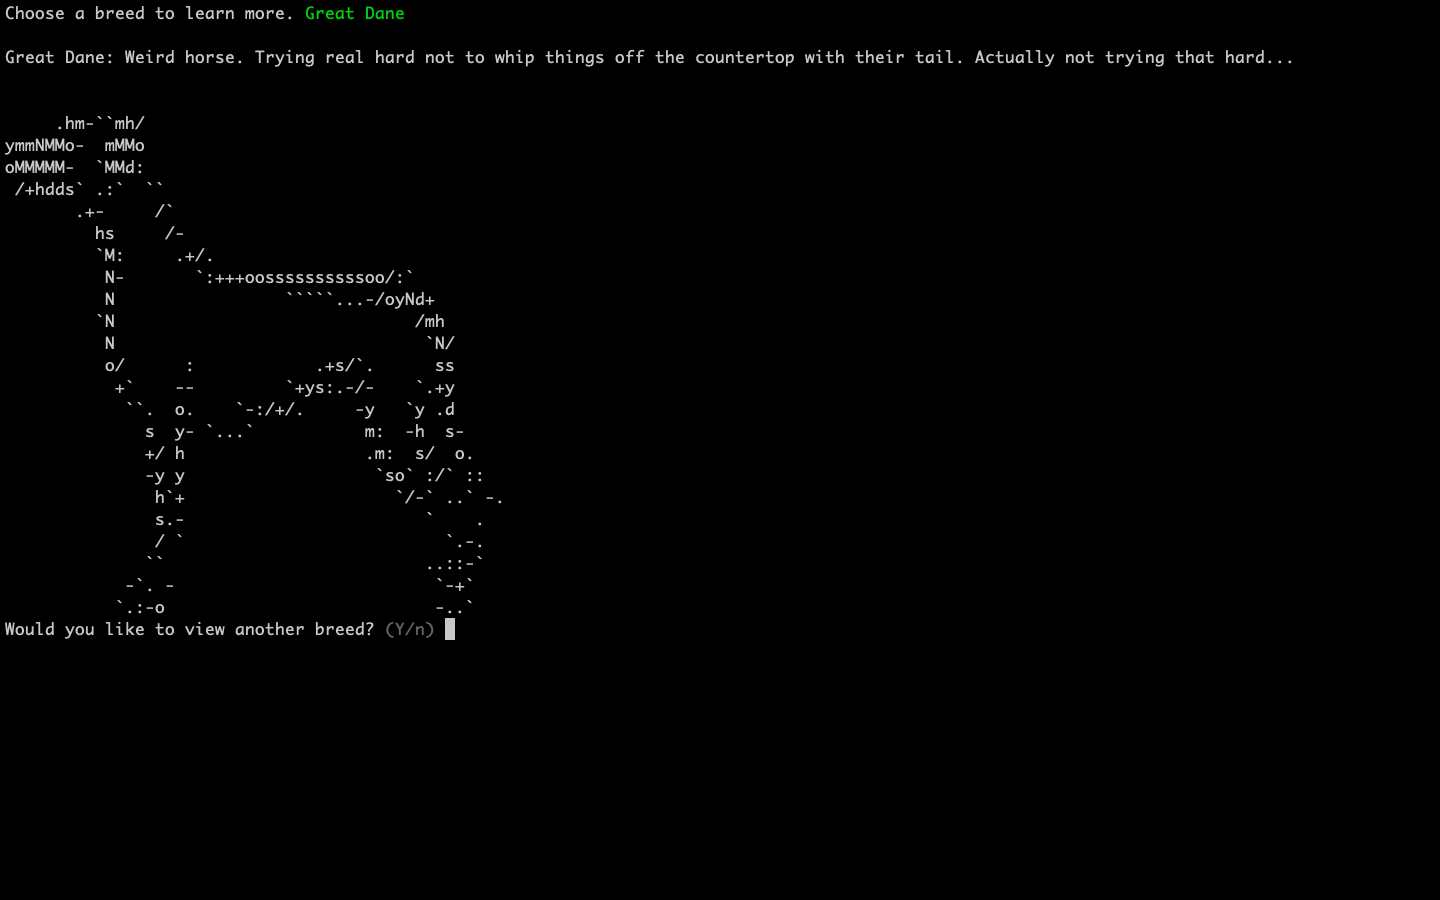 Choose a breed to learn more. Great Dane
Great Dane: Weird horse. Trying real hard not to whip things off the countertop with their tail. Actually not trying that hard...
     .hm-``mh/
ymmNMMo-  mMMo
oMMMMM-  `MMd:
 /+hdds` .:`  ``
       .+-     /`
         hs     /-
         `M:     .+/.
          N-       `:+++oosssssssssssoo/:`
          N                 `````...-/oyNd+
         `N                              /mh
          N                               `N/
          o/      :            .+s/`.      ss
           +`    --         `+ys:.-/-    `.+y
            ``.  o.    `-:/+/.     -y   `y .d
              s  y- `...`           m:  -h  s-
              +/ h                  .m:  s/  o.
              -y y                   `so` :/` ::
               h`+                     `/-` ..` -.
               s.-                        `    .
               / `                          `.-.
              ``                          ..::-`
            -`. -                          `-+`
           `.:-o                           -..`
Would you like to view another breed? (Y/n)